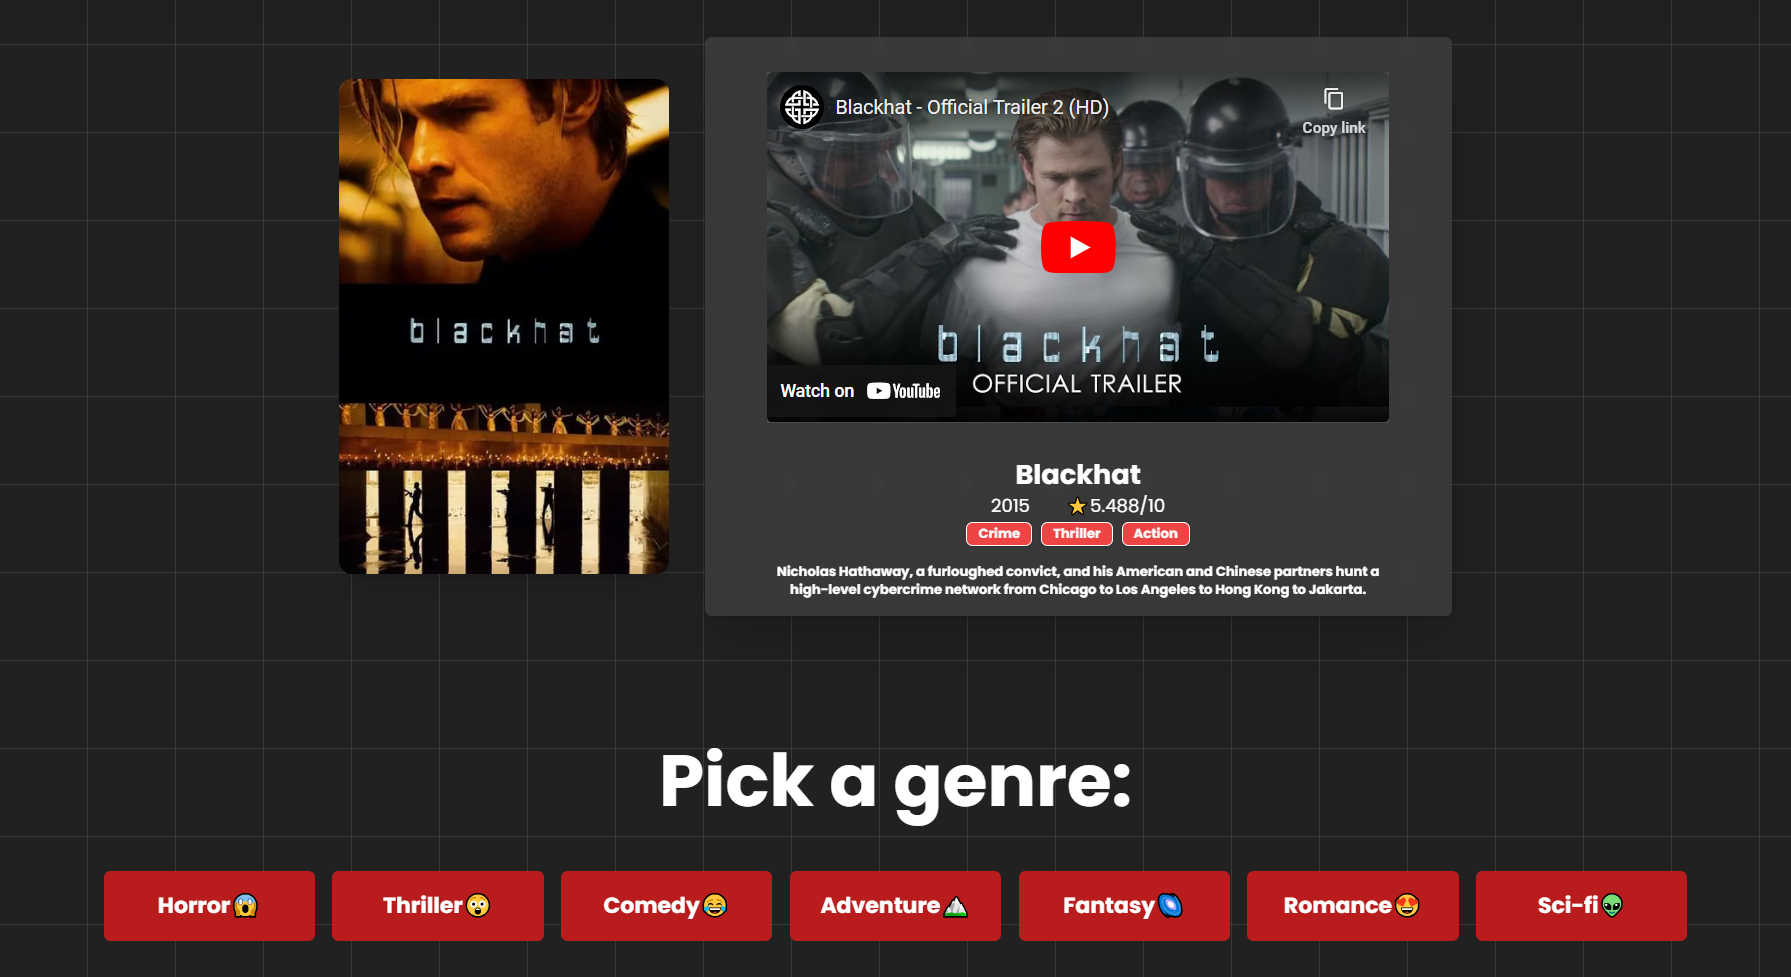 blackhat
Blackhat - Official Trailer 2 (HD)
Copy link
blackhat
OFFICIAL TRAILER
Watch on YouTube
Blackhat
2015 ⭐5.488/10
Crime Thriller Action
Nicholas Hathaway, a furloughed convict, and his American and Chinese partners hunt a
high-level cybercrime network from Chicago to Los Angeles to Hong Kong to Jakarta.
Pick a genre:
Horror😱 Thriller😲 Comedy😂 Adventure🏔️ Fantasy🌌 Romance😍 Sci-fi👽